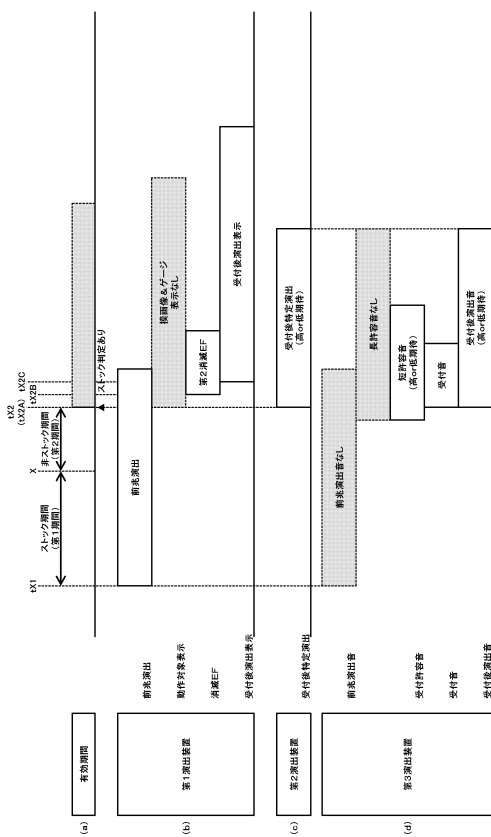 tX1
X
tX2
(tX2A)
tX2B
tX2C
ストック期間
(第1期間)
非ストック期間
(第2期間)
ストック判定あり
(a)
有効期間
(b)
第1演出装置
前兆演出
前兆演出
動作対象表示
操画像&ゲージ
表示なし
消滅EF
第2消滅EF
受付後演出表示
受付後演出表示
(c)
第2演出装置
受付後特定演出
受付後特定演出
(高or低期待)
(d)
第3演出装置
前兆演出音
前兆演出音なし
長許容音なし
受付許容音
短許容音
(高or低期待)
受付音
受付音
受付後演出音
受付後演出音
(高or低期待)